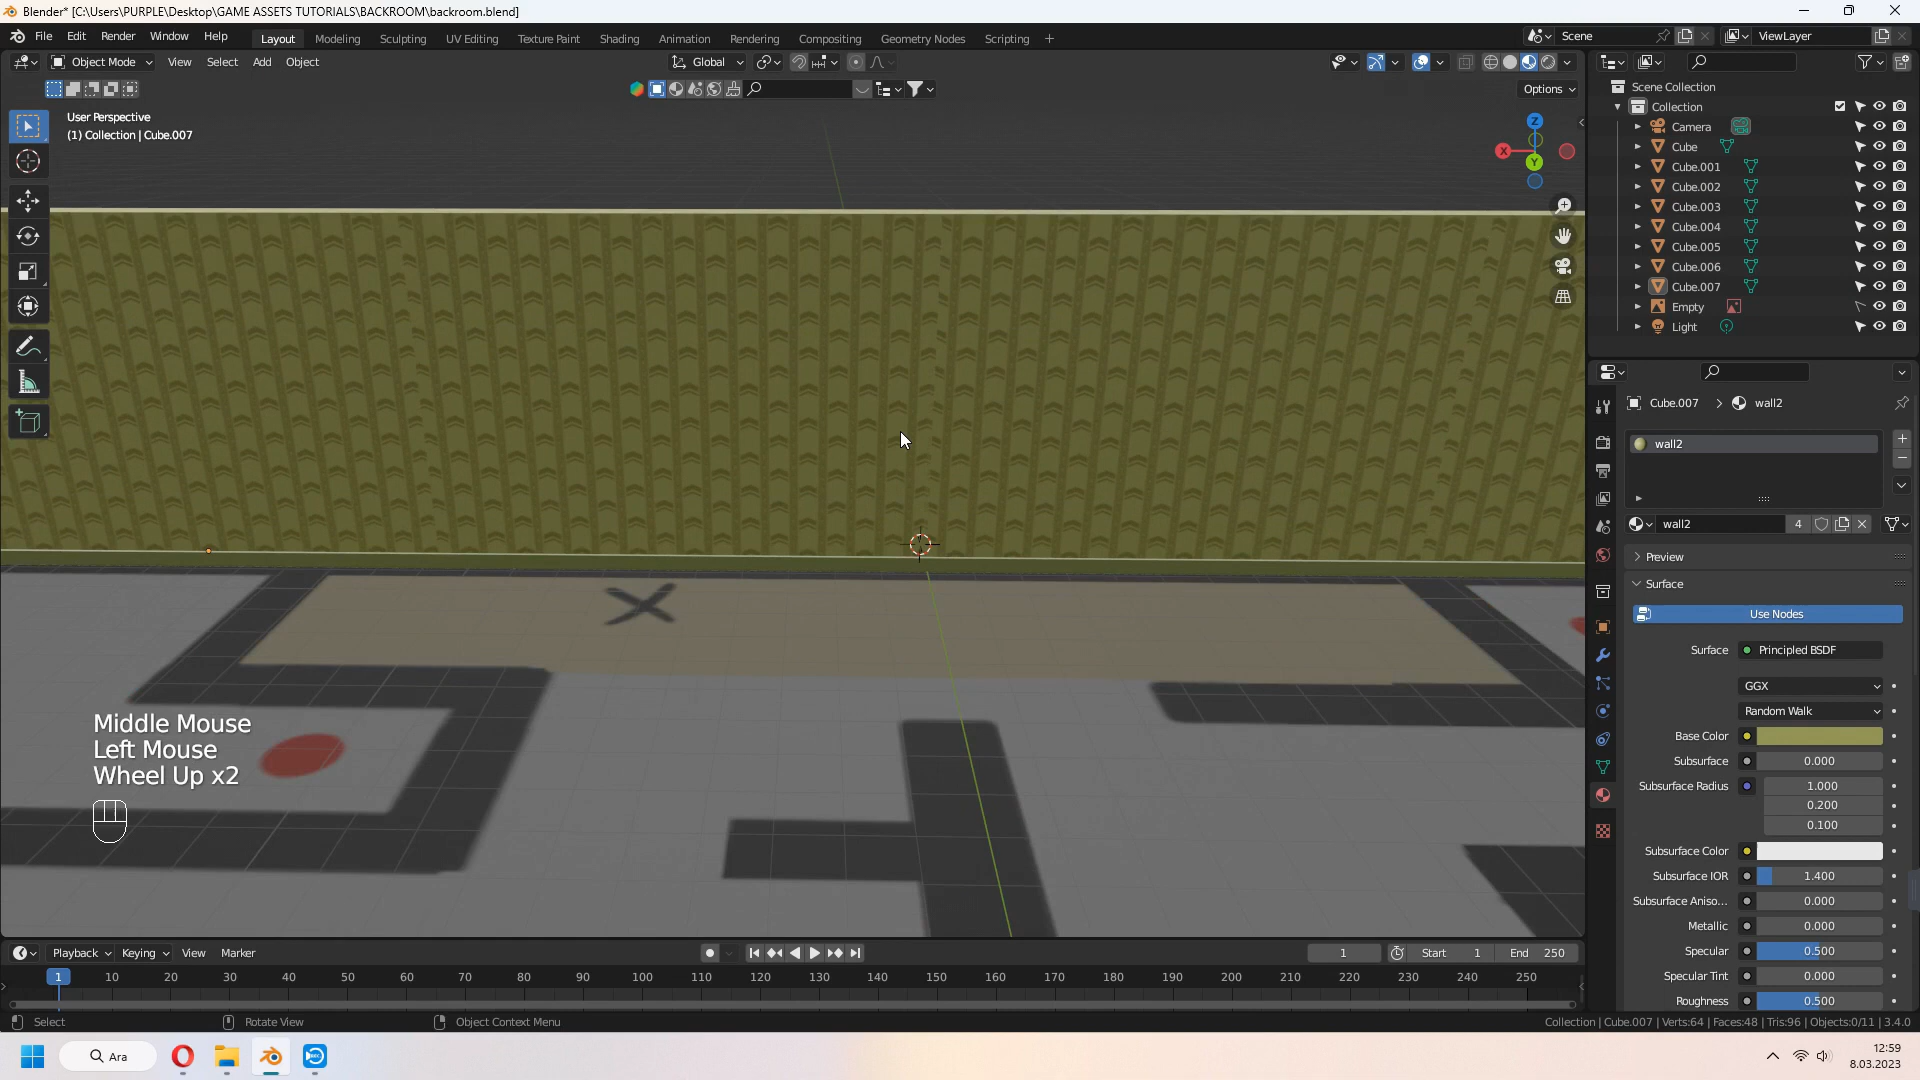 Blender* [C:\Users\PURPLE\Desktop\GAME ASSETS TUTORIALS\BACKROOM\backroom.blend]
File Edit Render Window Help Layout Modeling Sculpting UV Editing Texture Paint Shading Animation Rendering Compositing Geometry Nodes Scripting + Scene ViewLayer
Object Mode View Select Add Object Global
Options
User Perspective
(1) Collection | Cube.007
Z
X
Y
Scene Collection
Collection
Camera
Cube
Cube.001
Cube.002
Cube.003
Cube.004
Cube.005
Cube.006
Cube.007
Empty
Light
Cube.007 > wall2
wall2
wall2 4
Preview
Surface
Use Nodes
Surface Principled BSDF
GGX
Random Walk
Base Color
Subsurface 0.000
Subsurface Radius 1.000
0.200
0.100
Subsurface Color
Subsurface IOR 1.400
Subsurface Aniso... 0.000
Metallic 0.000
Specular 0.500
Specular Tint 0.000
Roughness 0.500
Middle Mouse
Left Mouse
Wheel Up x2
Playback Keying View Marker 1 Start 1 End 250
1 10 20 30 40 50 60 70 80 90 100 110 120 130 140 150 160 170 180 190 200 210 220 230 240 250
Select Rotate View Object Context Menu Collection | Cube.007 | Verts:64 | Faces:48 | Tris:96 | Objects:0/11 | 3.4.0
Ara
12:59
8.03.2023